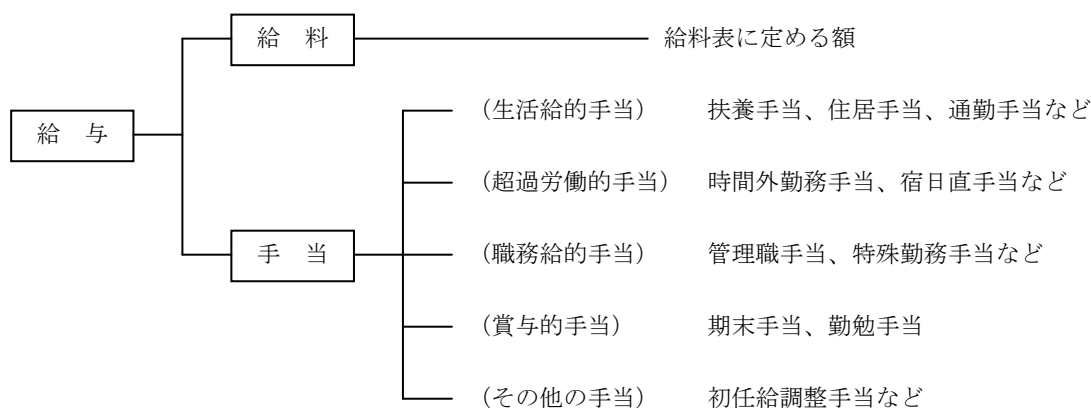 給 料
給料表に定める額
給 与
(生活給的手当) 扶養手当、住居手当、通勤手当など
(超過労働的手当) 時間外勤務手当、宿日直手当など
手 当
(職務給的手当) 管理職手当、特殊勤務手当など
(賞与的手当) 期末手当、勤勉手当
(その他の手当) 初任給調整手当など